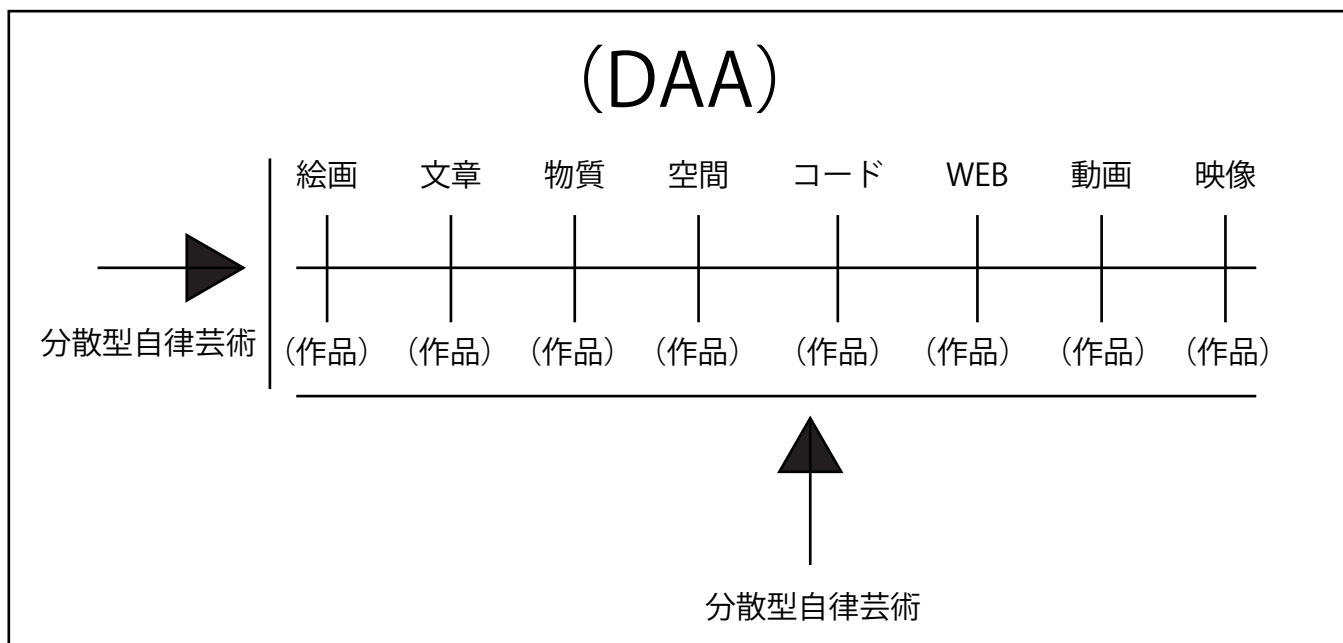 （DAA）
絵画 文章 物質 空間 コード WEB 動画 映像
分散型自律芸術
（作品） （作品） （作品） （作品） （作品） （作品） （作品） （作品）
分散型自律芸術